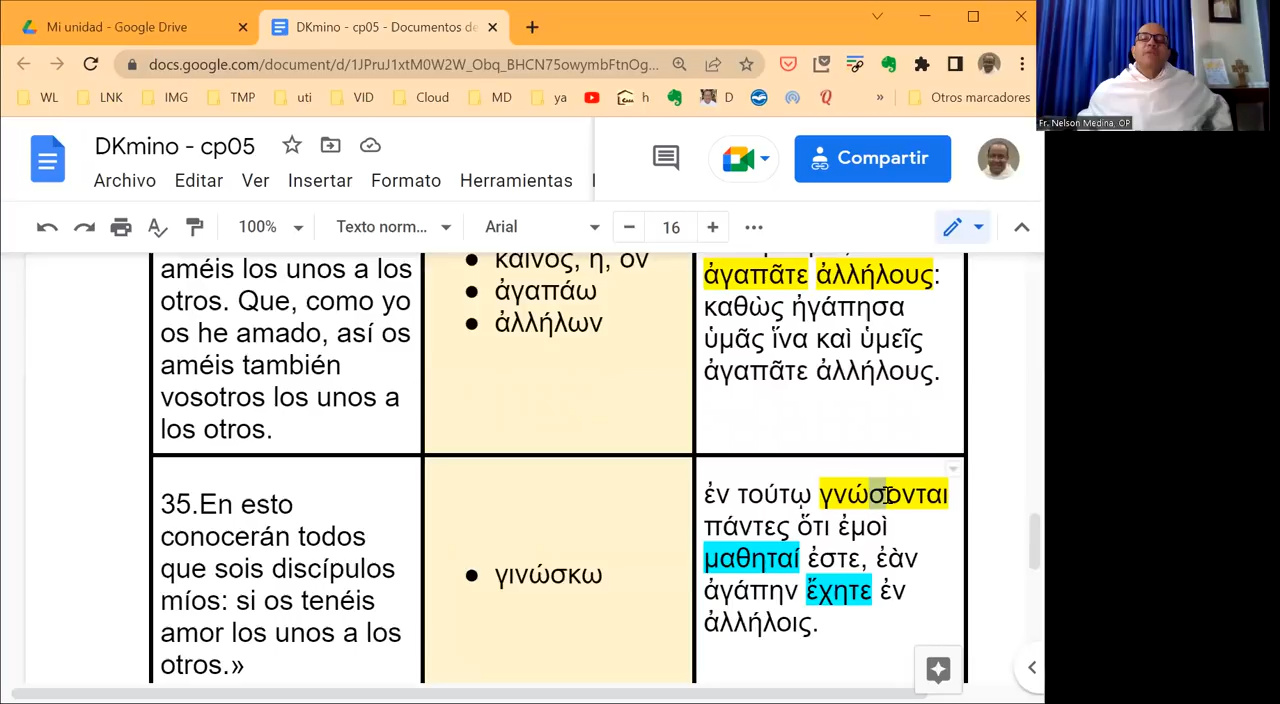 Mi unidad - Google Drive
DKmino - cp05 - Documentos de
docs.google.com/document/d/1JPruJ1xtM0W2W_Obq_BHCN75owymbFtnOg...
WL LNK IMG TMP uti VID Cloud MD ya h D » Otros marcadores
Fr. Nelson Medina, OP
DKmino - cp05
Compartir
Archivo Editar Ver Insertar Formato Herramientas
100% Texto norm... Arial 16
améis los unos a los
otros. Que, como yo
os he amado, así os
améis también
vosotros los unos a
los otros.
καινός, ή, όν
ἀγαπάω
ἀλλήλων
ἀγαπᾶτε ἀλλήλους:
καθὼς ἠγάπησα
ὑμᾶς ἵνα καὶ ὑμεῖς
ἀγαπᾶτε ἀλλήλους.
35.En esto
conocerán todos
que sois discípulos
míos: si os tenéis
amor los unos a los
otros.»
γινώσκω
ἐν τούτῳ γνώσονται
πάντες ὅτι ἐμοὶ
μαθηταί ἐστε, ἐὰν
ἀγάπην ἔχητε ἐν
ἀλλήλοις.